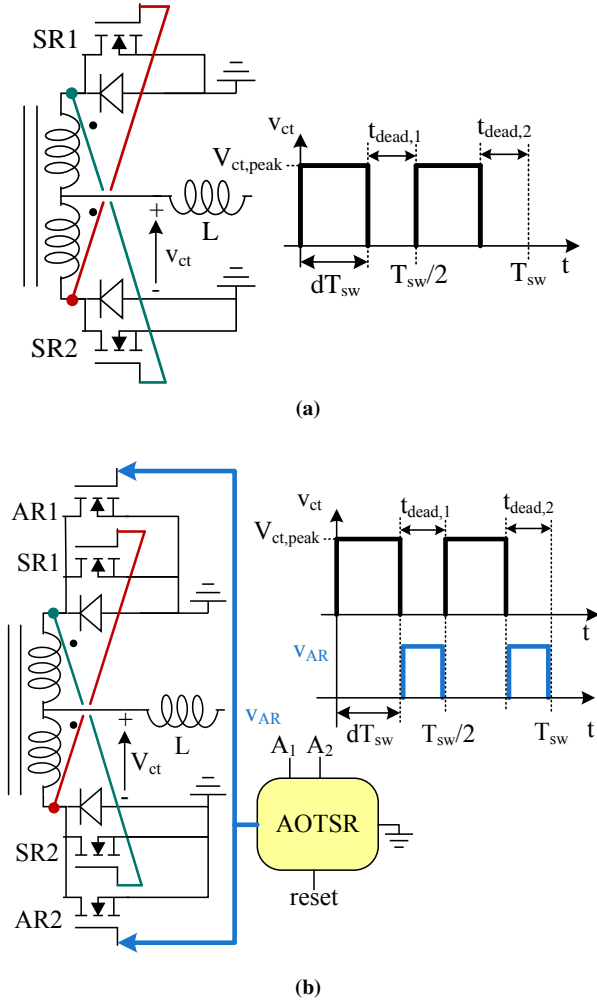 SR1
v_ct
t_dead,1
t_dead,2
V_ct,peak
+
L
v_ct
-
dT_sw
T_sw/2
T_sw
t
SR2
(a)
AR1
SR1
v_ct
t_dead,1
t_dead,2
V_ct,peak
t
v_AR
t
dT_sw
T_sw/2
T_sw
+
L
v_AR
V_ct
-
A_1
A_2
AOTSR
SR2
reset
AR2
(b)